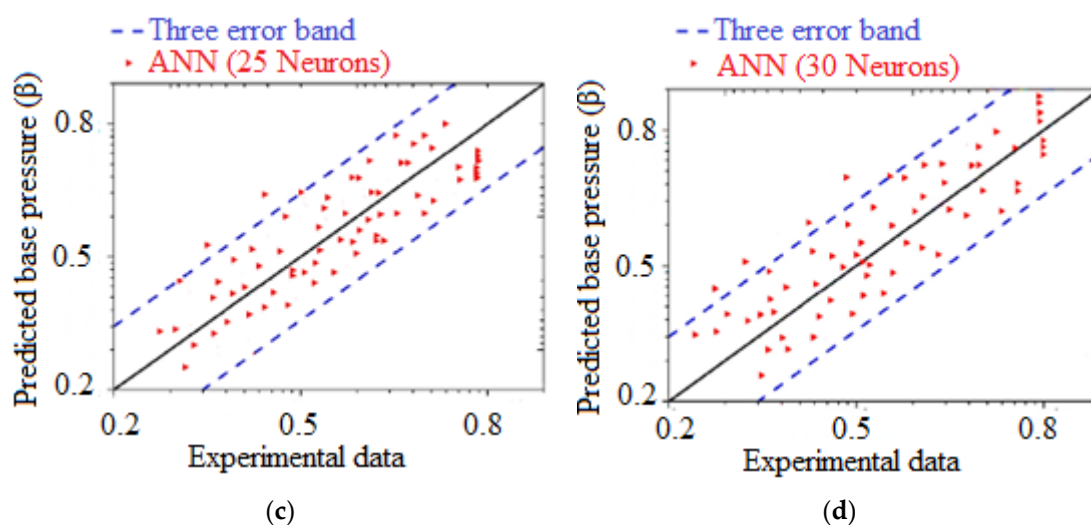 Three error band
ANN (25 Neurons)
Predicted base pressure (β)
0.8
0.5
0.2
0.2 0.5 0.8
Experimental data
(c)
Three error band
ANN (30 Neurons)
Predicted base pressure (β)
0.8
0.5
0.2
0.2 0.5 0.8
Experimental data
(d)